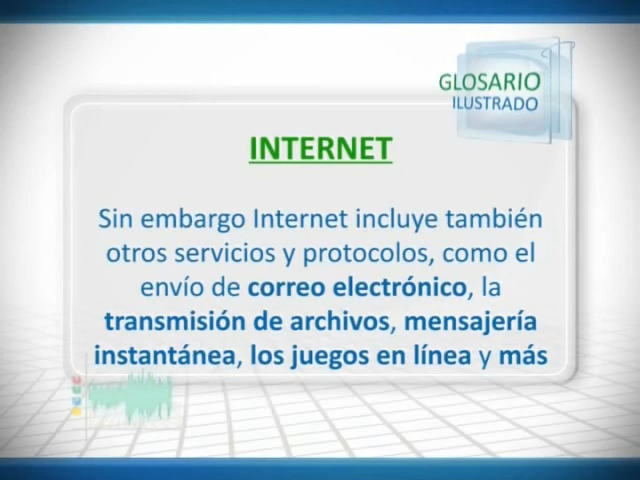 GLOSARIO
ILUSTRADO
INTERNET
Sin embargo Internet incluye también
otros servicios y protocolos, como el
envío de correo electrónico, la
transmisión de archivos, mensajería
instantánea, los juegos en línea y más